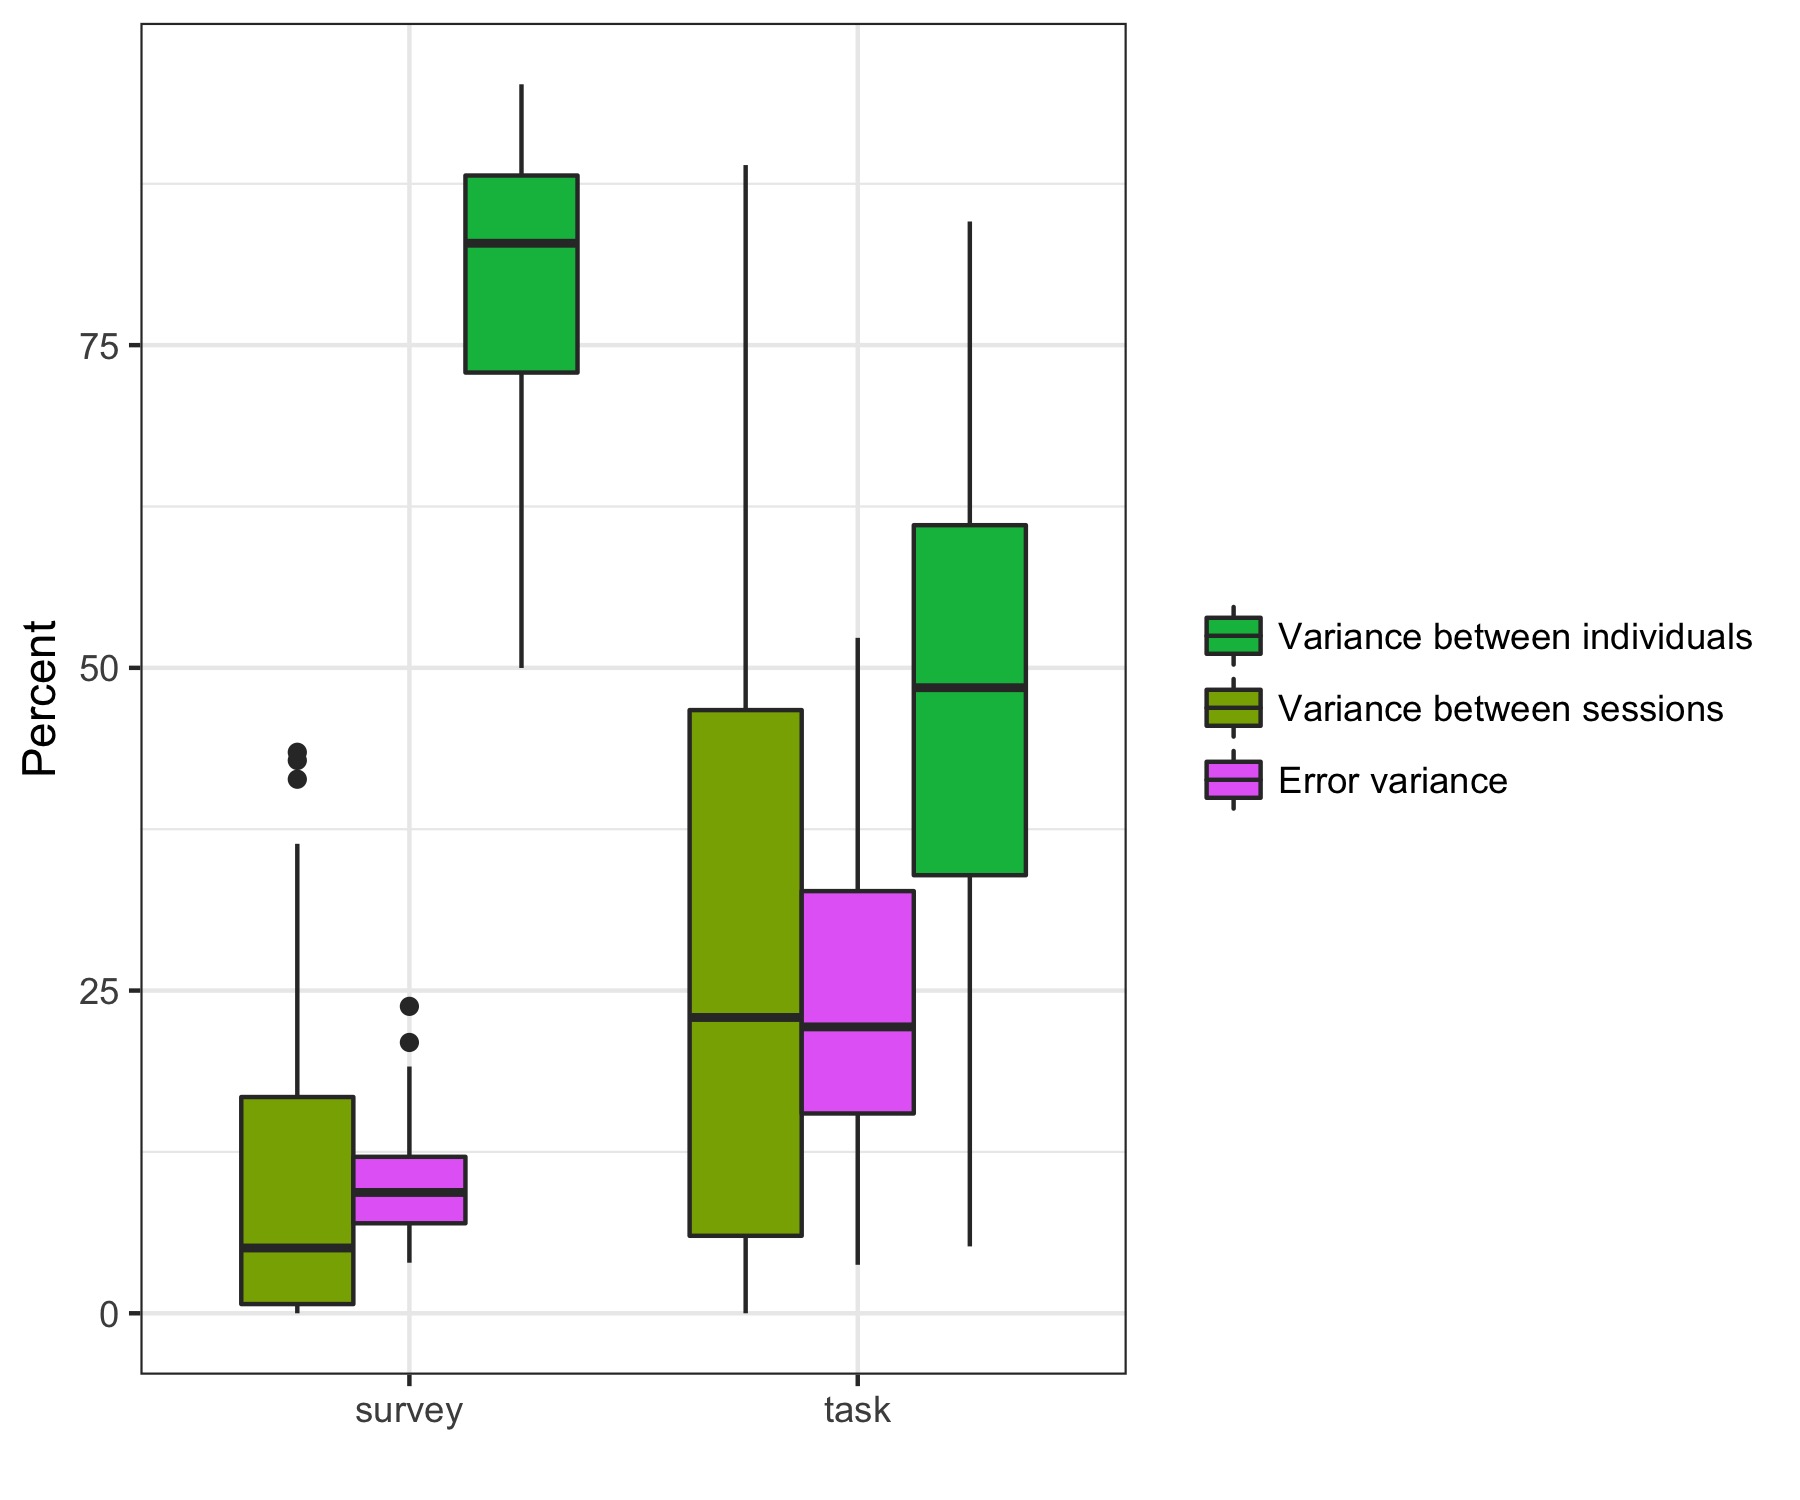 Percent
75
50
25
0
survey
task
Variance between individuals
Variance between sessions
Error variance